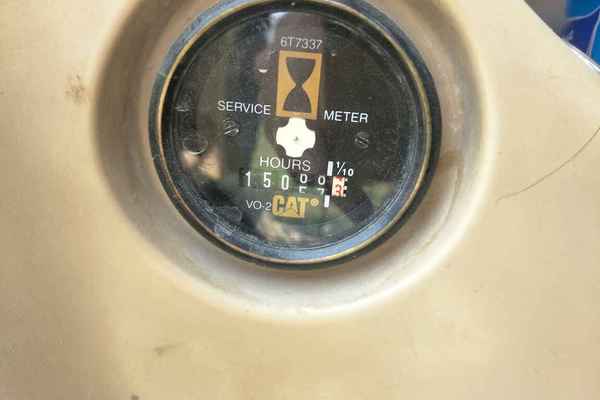 6T7337
SERVICE METER
HOURS 1/10
150
VO-2 CAT®